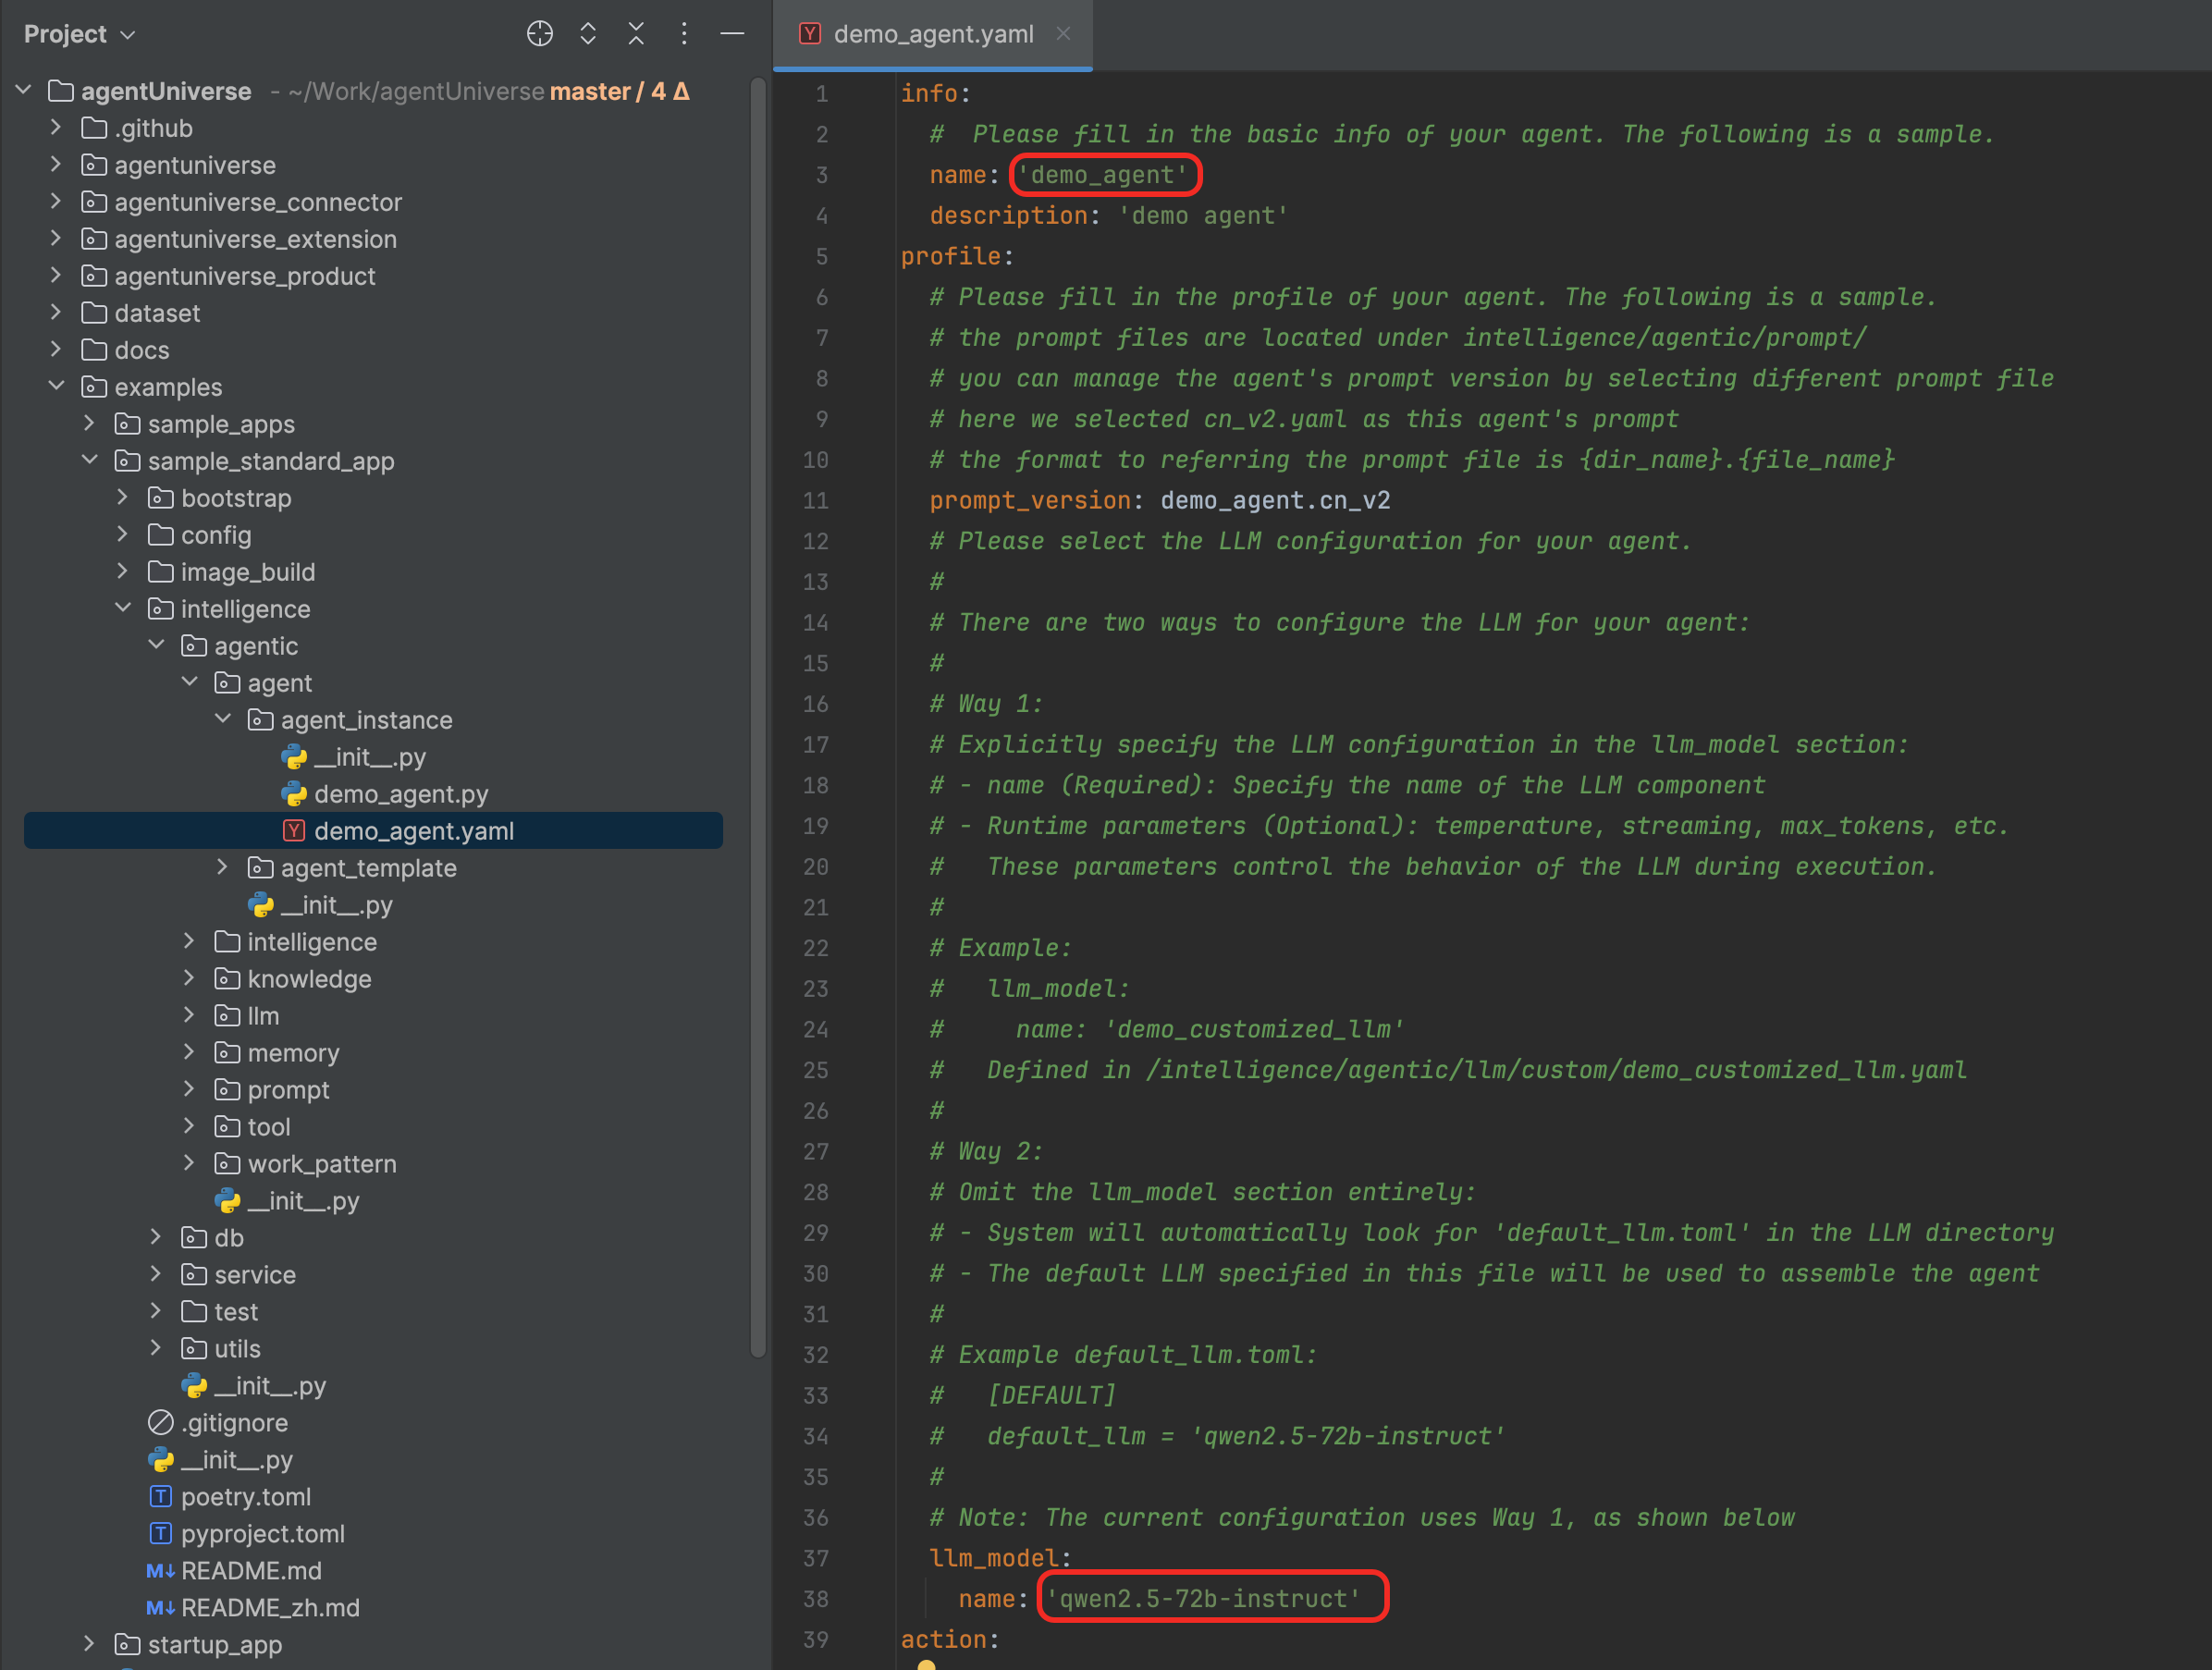 Project
agentUniverse - ~/Work/agentUniverse master / 4 Δ
.github
agentuniverse
agentuniverse_connector
agentuniverse_extension
agentuniverse_product
dataset
docs
examples
sample_apps
sample_standard_app
bootstrap
config
image_build
intelligence
agentic
agent
agent_instance
__init__.py
demo_agent.py
demo_agent.yaml
agent_template
__init__.py
intelligence
knowledge
llm
memory
prompt
tool
work_pattern
__init__.py
db
service
test
utils
__init__.py
.gitignore
__init__.py
poetry.toml
pyproject.toml
README.md
README_zh.md
startup_app
demo_agent.yaml
1 info:
2 #  Please fill in the basic info of your agent. The following is a sample.
3 name: 'demo_agent'
4 description: 'demo agent'
5 profile:
6 # Please fill in the profile of your agent. The following is a sample.
7 # the prompt files are located under intelligence/agentic/prompt/
8 # you can manage the agent's prompt version by selecting different prompt file
9 # here we selected cn_v2.yaml as this agent's prompt
10 # the format to referring the prompt file is {dir_name}.{file_name}
11 prompt_version: demo_agent.cn_v2
12 # Please select the LLM configuration for your agent.
13 #
14 # There are two ways to configure the LLM for your agent:
15 #
16 # Way 1:
17 # Explicitly specify the LLM configuration in the llm_model section:
18 # - name (Required): Specify the name of the LLM component
19 # - Runtime parameters (Optional): temperature, streaming, max_tokens, etc.
20 #   These parameters control the behavior of the LLM during execution.
21 #
22 # Example:
23 #   llm_model:
24 #     name: 'demo_customized_llm'
25 #   Defined in /intelligence/agentic/llm/custom/demo_customized_llm.yaml
26 #
27 # Way 2:
28 # Omit the llm_model section entirely:
29 # - System will automatically look for 'default_llm.toml' in the LLM directory
30 # - The default LLM specified in this file will be used to assemble the agent
31 #
32 # Example default_llm.toml:
33 #   [DEFAULT]
34 #   default_llm = 'qwen2.5-72b-instruct'
35 #
36 # Note: The current configuration uses Way 1, as shown below
37 llm_model:
38 name: 'qwen2.5-72b-instruct'
39 action: